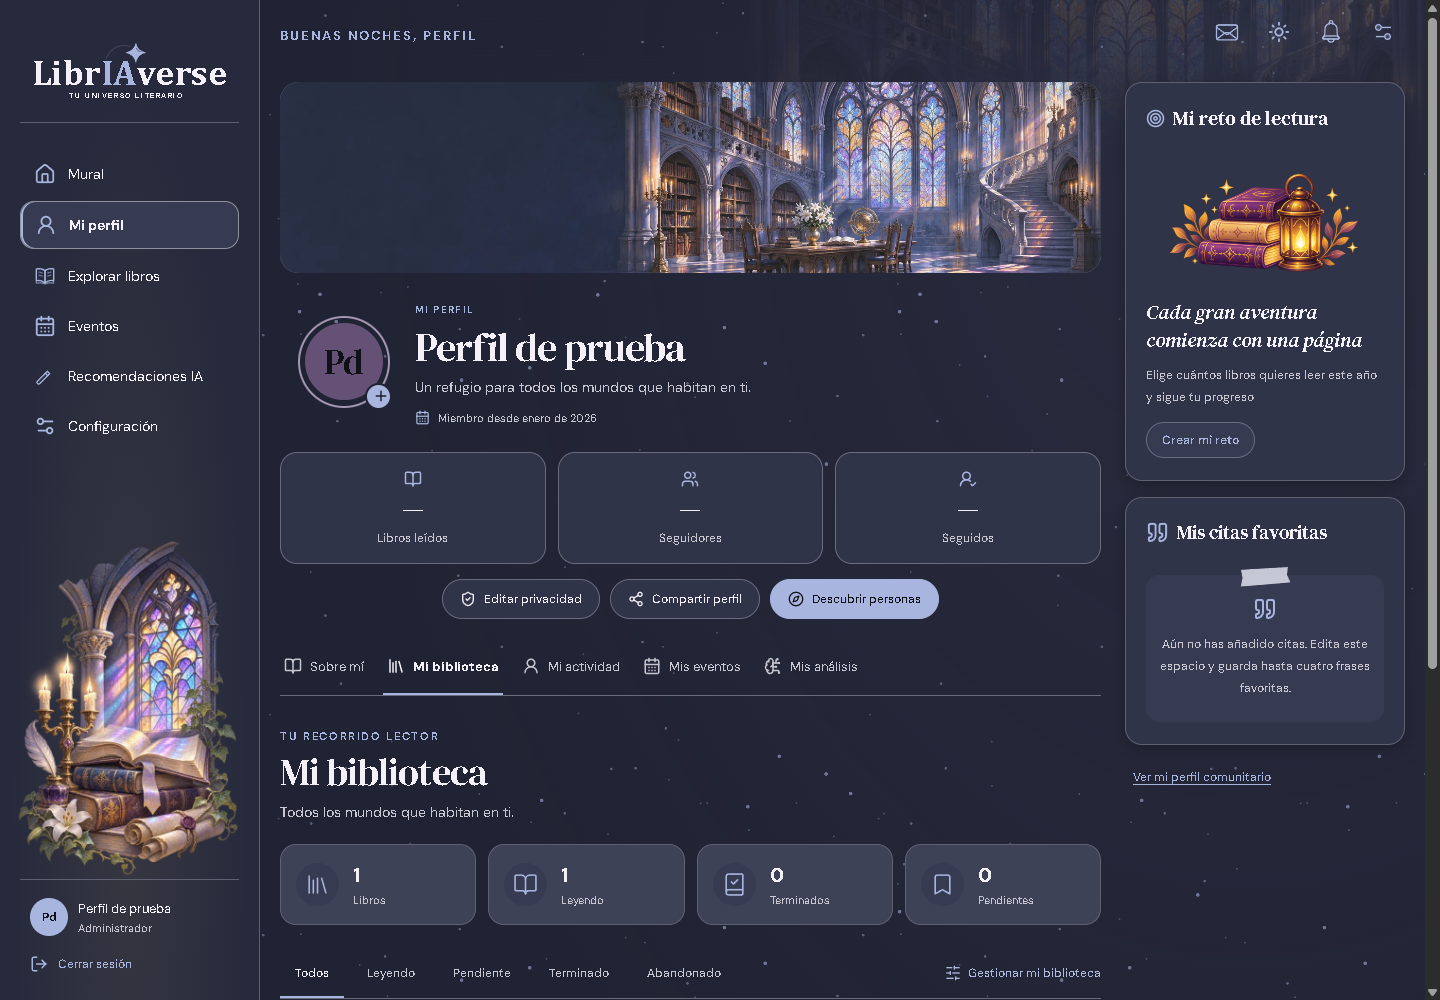 LibrIAverse
TU UNIVERSO LITERARIO
Mural
Mi perfil
Explorar libros
Eventos
Recomendaciones IA
Configuración
Pd
Perfil de prueba
Administrador
Cerrar sesión
BUENAS NOCHES, PERFIL
Pd
MI PERFIL
Perfil de prueba
Un refugio para todos los mundos que habitan en ti.
Miembro desde enero de 2026
—
Libros leídos
—
Seguidores
—
Seguidos
Editar privacidad
Compartir perfil
Descubrir personas
Sobre mí
Mi biblioteca
Mi actividad
Mis eventos
Mis análisis
TU RECORRIDO LECTOR
Mi biblioteca
Todos los mundos que habitan en ti.
1
Libros
1
Leyendo
0
Terminados
0
Pendientes
Todos
Leyendo
Pendiente
Terminado
Abandonado
Gestionar mi biblioteca
Mi reto de lectura
Cada gran aventura
comienza con una página
Elige cuántos libros quieres leer este año
y sigue tu progreso
Crear mi reto
Mis citas favoritas
Aún no has añadido citas. Edita este
espacio y guarda hasta cuatro frases
favoritas.
Ver mi perfil comunitario